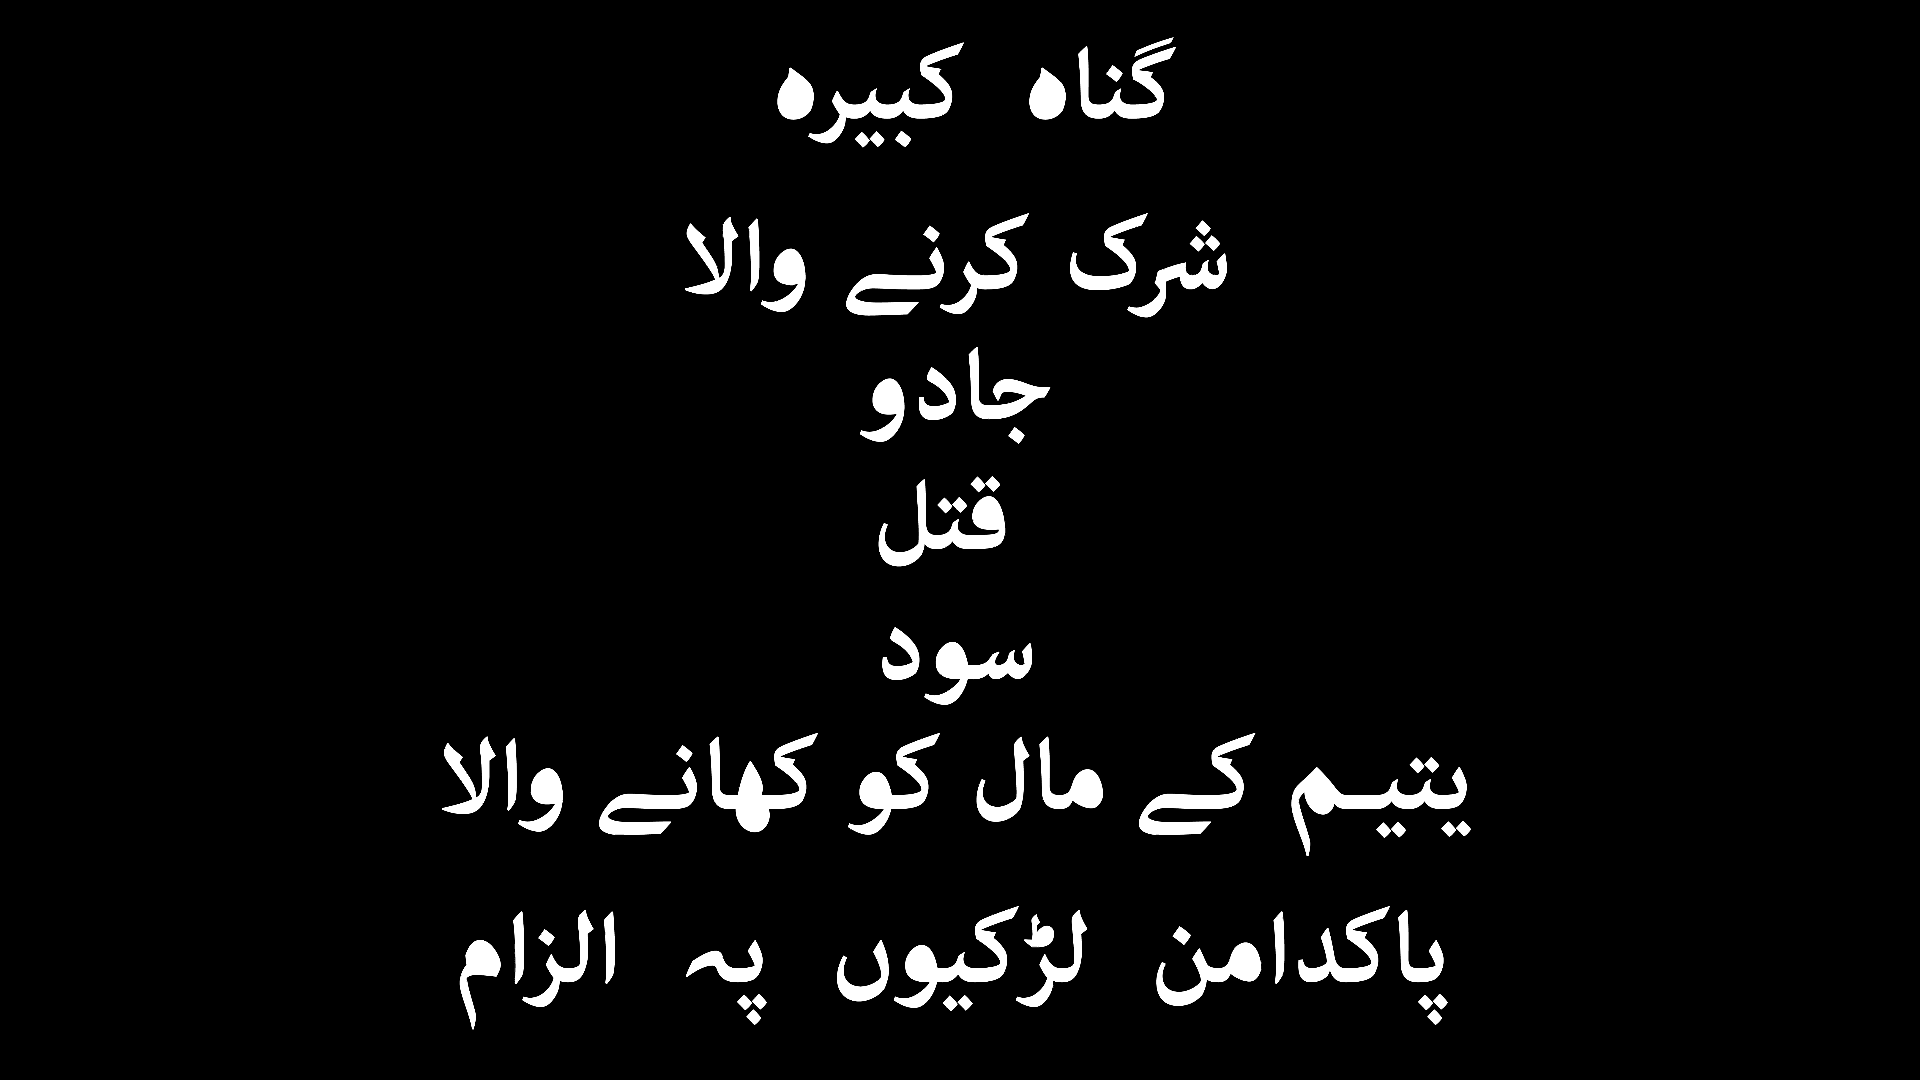 گناہ کبیرہ
شرک کرنے والا
جادو
قتل
سود
یتیم کے مال کو کھانے والا
پاکدامن لڑکیوں پہ الزام